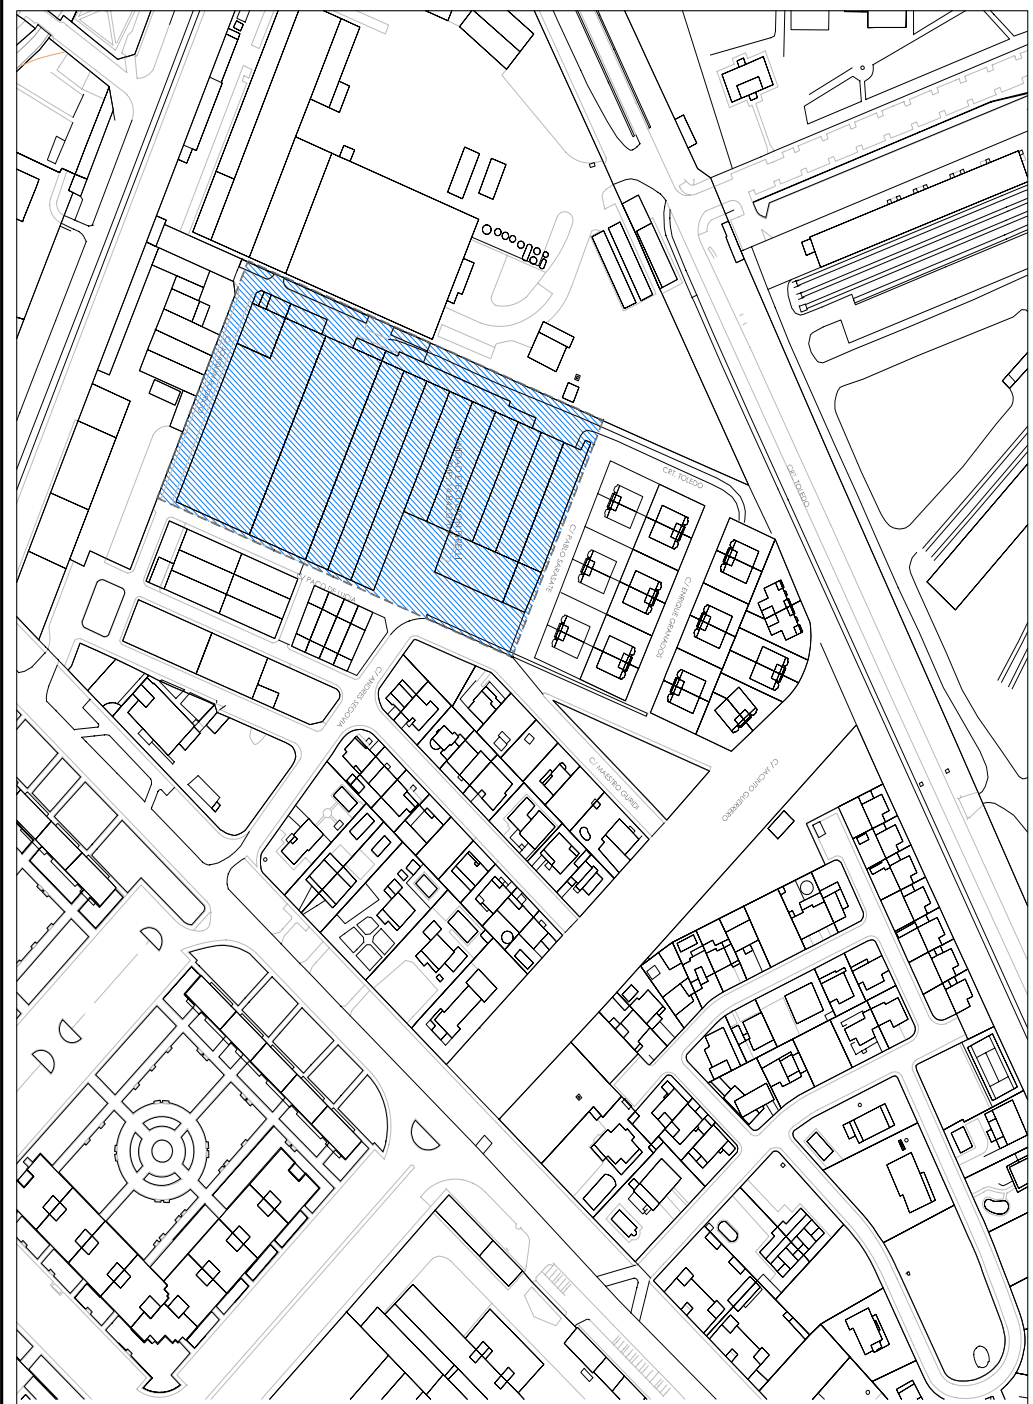 CRT. TOLEDO
CRT. TOLEDO
C/ PABLO SARASATE
C/ ENRIQUE GRANADOS
C/ PACO DE LUCIA
C/ ANDRES SEGOVIA
C/ MAESTRO GURIDI
C/ JACINTO GUERRERO